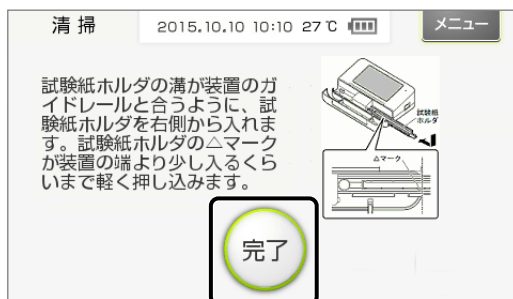 清掃
2015.10.10 10:10 27℃
メニュー
試験紙ホルダの溝が装置のガ
イドレールと合うように、試
験紙ホルダを右側から入れま
す。試験紙ホルダの△マーク
が装置の端より少し入るくら
いまで軽く押し込みます。
試験紙
ホルダ
△マーク
完了